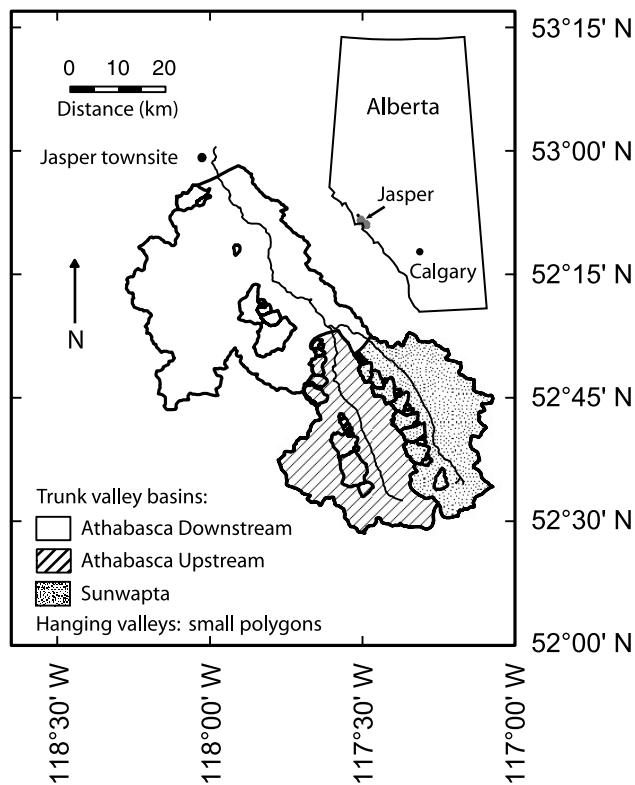 0 10 20
Distance (km)
Jasper townsite
Alberta
Jasper
Calgary
N
Trunk valley basins:
Athabasca Downstream
Athabasca Upstream
Sunwapta
Hanging valleys: small polygons
53°15' N
53°00' N
52°15' N
52°45' N
52°30' N
52°00' N
118°30' W
118°00' W
117°30' W
117°00' W